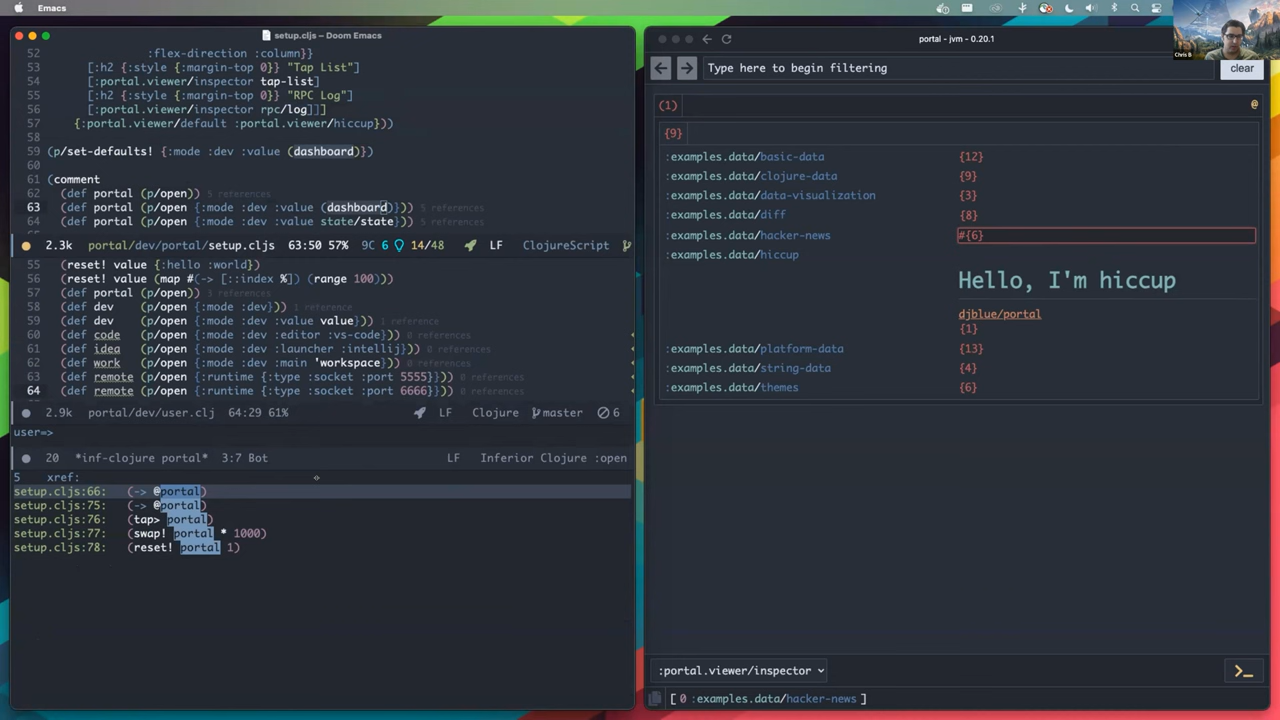 Emacs
setup.cljs – Doom Emacs
52 :flex-direction :column}}
53 [:h2 {:style {:margin-top 0}} "Tap List"]
54 [:portal.viewer/inspector tap-list]
55 [:h2 {:style {:margin-top 0}} "RPC Log"]
56 [:portal.viewer/inspector rpc/log]]]
57 {:portal.viewer/default :portal.viewer/hiccup}))
58
59 (p/set-defaults! {:mode :dev :value (dashboard)})
60
61 (comment
62 (def portal (p/open)) 5 references
63 (def portal (p/open {:mode :dev :value (dashboard)})) 5 references
64 (def portal (p/open {:mode :dev :value state/state})) 5 references
2.3k portal/dev/portal/setup.cljs 63:50 57% 9C 6 14/48 LF ClojureScript
55 (reset! value {:hello :world})
56 (reset! value (map #(-> [::index %]) (range 100)))
57 (def portal (p/open)) 3 references
58 (def dev (p/open {:mode :dev}))
59 (def dev (p/open {:mode :dev :value value})) 1 reference
60 (def code (p/open {:mode :dev :editor :vs-code})) 0 references
61 (def idea (p/open {:mode :dev :launcher :intellij})) 0 references
62 (def work (p/open {:mode :dev :main 'workspace})) 0 references
63 (def remote (p/open {:runtime {:type :socket :port 5555}})) 0 references
64 (def remote (p/open {:runtime {:type :socket :port 6666}})) 0 references
2.9k portal/dev/user.clj 64:29 61% LF Clojure master 6
user=>
20 *inf-clojure portal* 3:7 Bot LF Inferior Clojure :open
5 xref:
setup.cljs:66: (-> @portal)
setup.cljs:75: (-> @portal)
setup.cljs:76: (tap> portal)
setup.cljs:77: (swap! portal * 1000)
setup.cljs:78: (reset! portal 1)
portal - jvm - 0.20.1
Chris B
Type here to begin filtering
clear
(1) @
{9}
:examples.data/basic-data {12}
:examples.data/clojure-data {9}
:examples.data/data-visualization {3}
:examples.data/diff {8}
:examples.data/hacker-news #{6}
:examples.data/hiccup
Hello, I'm hiccup
djblue/portal
{1}
:examples.data/platform-data {13}
:examples.data/string-data {4}
:examples.data/themes {6}
:portal.viewer/inspector >_
[ 0 :examples.data/hacker-news ]